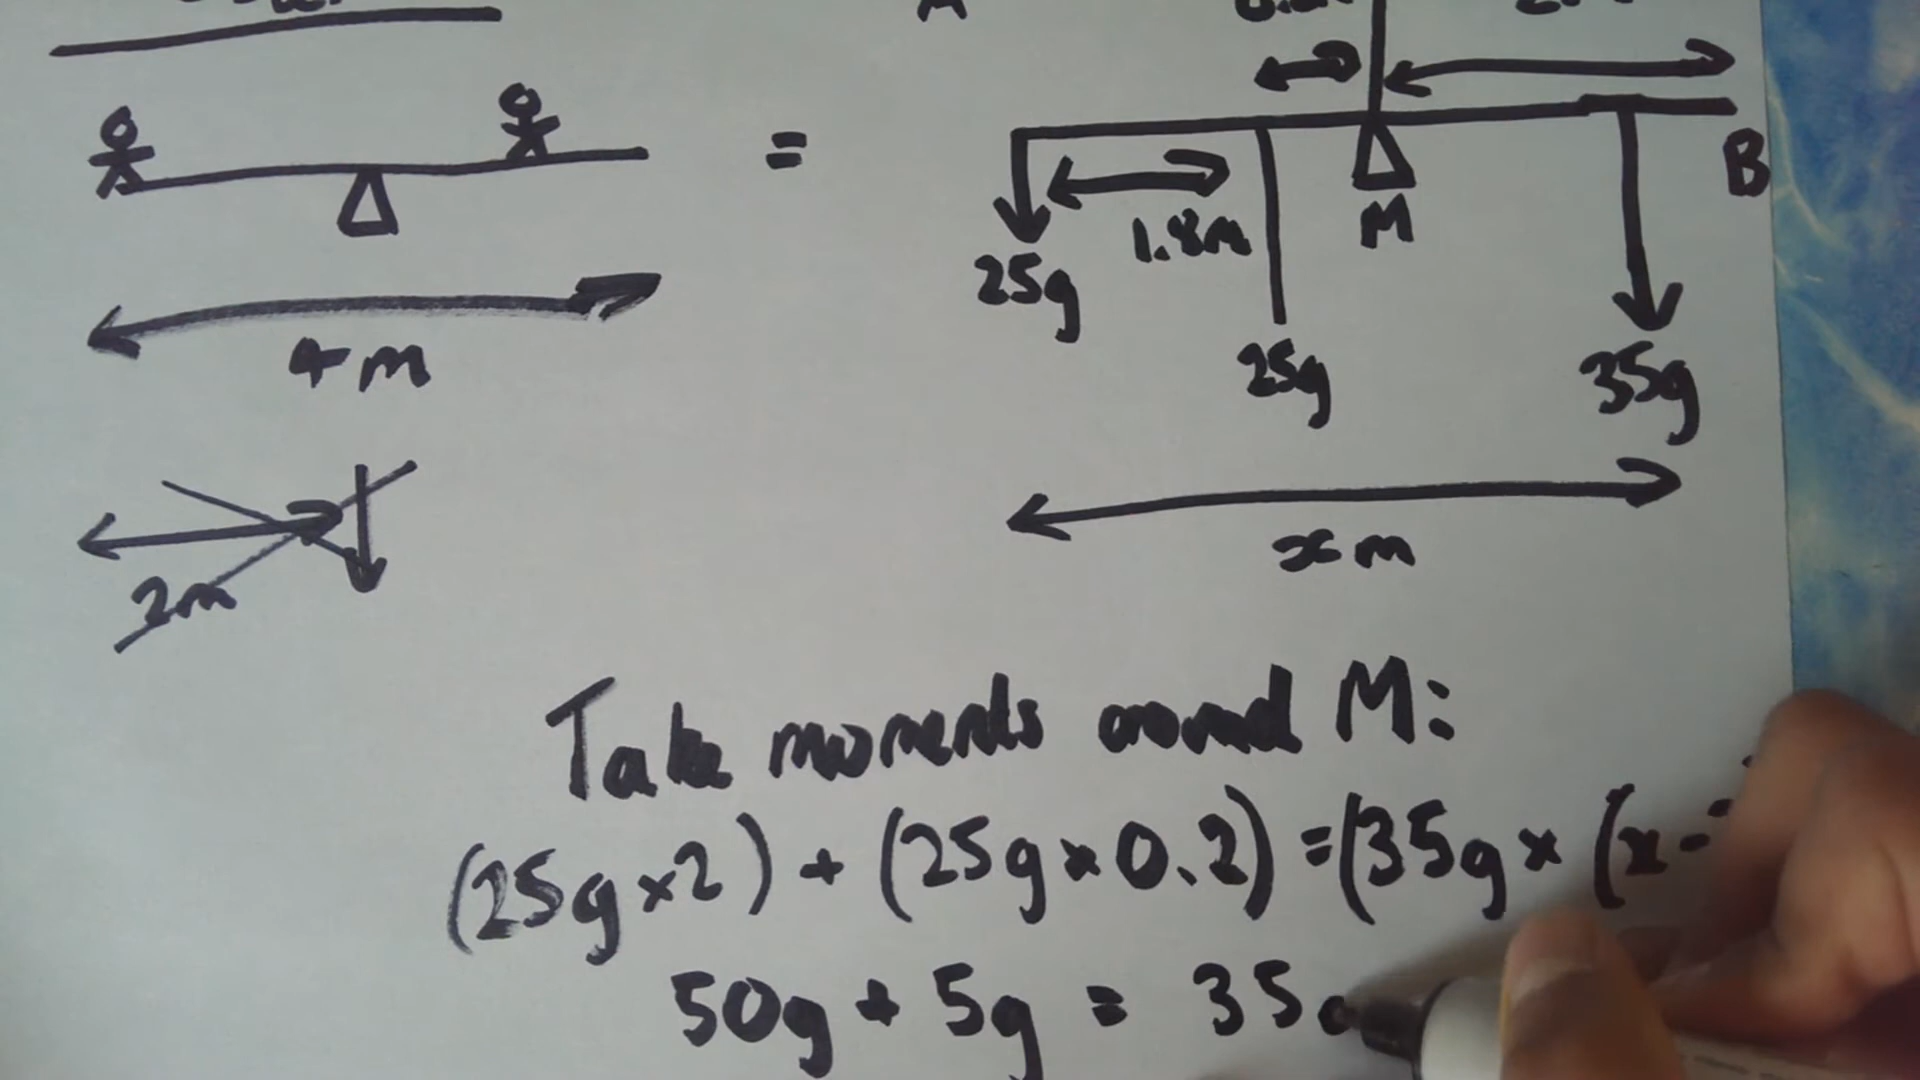 A
=
B
1.8m
M
25g
4m
25g
35g
xm
2m
Take moments around M:
(25g×2) + (25g×0.2) = (35g× (x-
50g + 5g = 35